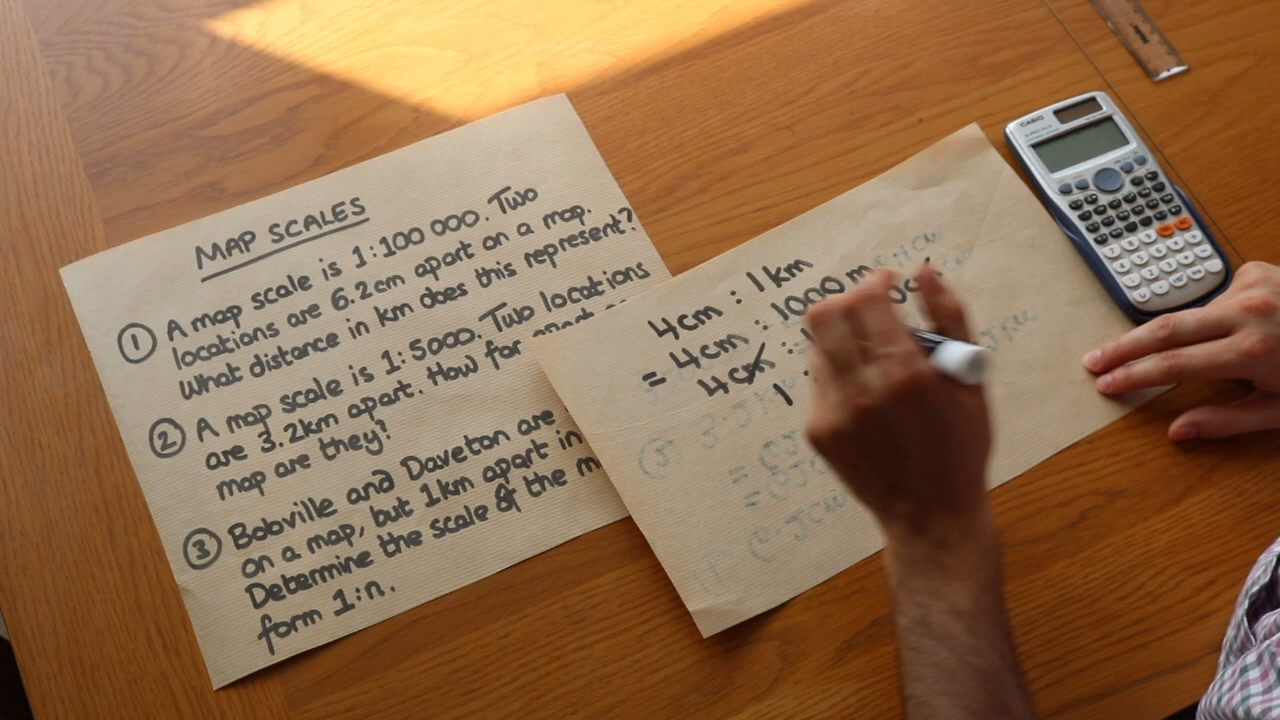 MAP SCALES
① A map scale is 1:100 000. Two
locations are 6.2cm apart on a map.
What distance in km does this represent?
② A map scale is 1:5000. Two locations
are 3.2km apart. How far apart on
map are they?
③ Bobville and Daveton are
on a map, but 1km apart in
Determine the scale of the
form 1:n.
4cm : 1km
= 4cm : 1000m
4cm :
1 :
CASIO